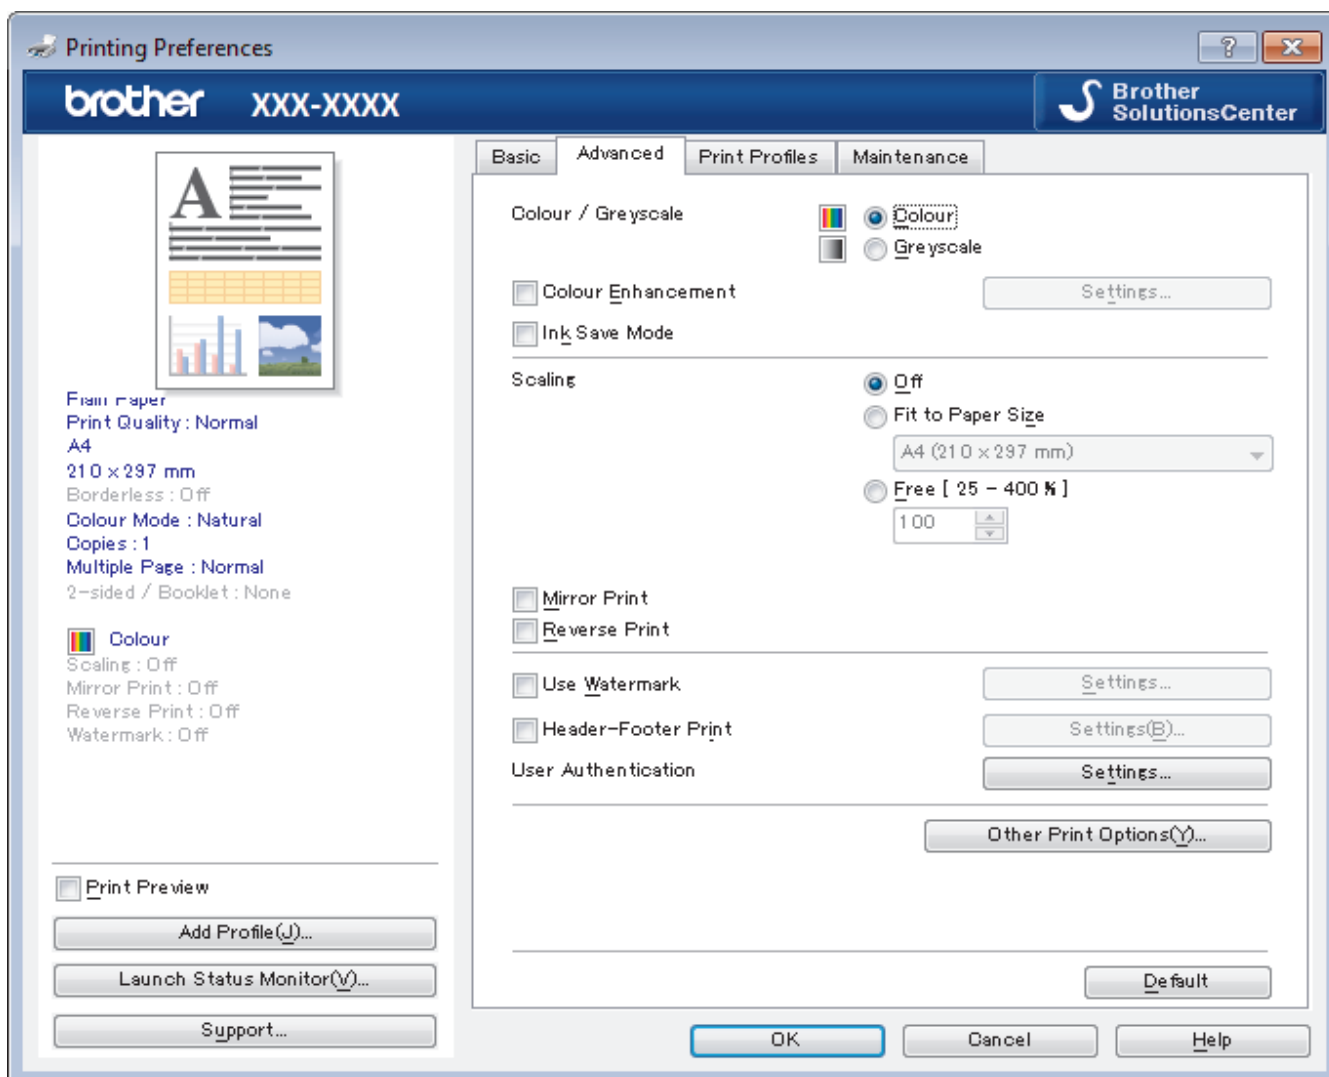 Printing Preferences
brother XXX-XXXX
Brother
SolutionsCenter
Plain Paper
Print Quality : Normal
A4
210 x 297 mm
Borderless : Off
Colour Mode : Natural
Copies : 1
Multiple Page : Normal
2-sided / Booklet : None
Colour
Scaling : Off
Mirror Print : Off
Reverse Print : Off
Watermark : Off
Print Preview
Add Profile(J)...
Launch Status Monitor(V)...
Support...
Basic Advanced Print Profiles Maintenance
Colour / Greyscale Colour
Greyscale
Colour Enhancement Settings...
Ink Save Mode
Scaling Off
Fit to Paper Size
A4 (210 x 297 mm)
Free [ 25 - 400 % ]
100
Mirror Print
Reverse Print
Use Watermark Settings...
Header-Footer Print Settings(B)...
User Authentication Settings...
Other Print Options(Y)...
Default
OK Cancel Help